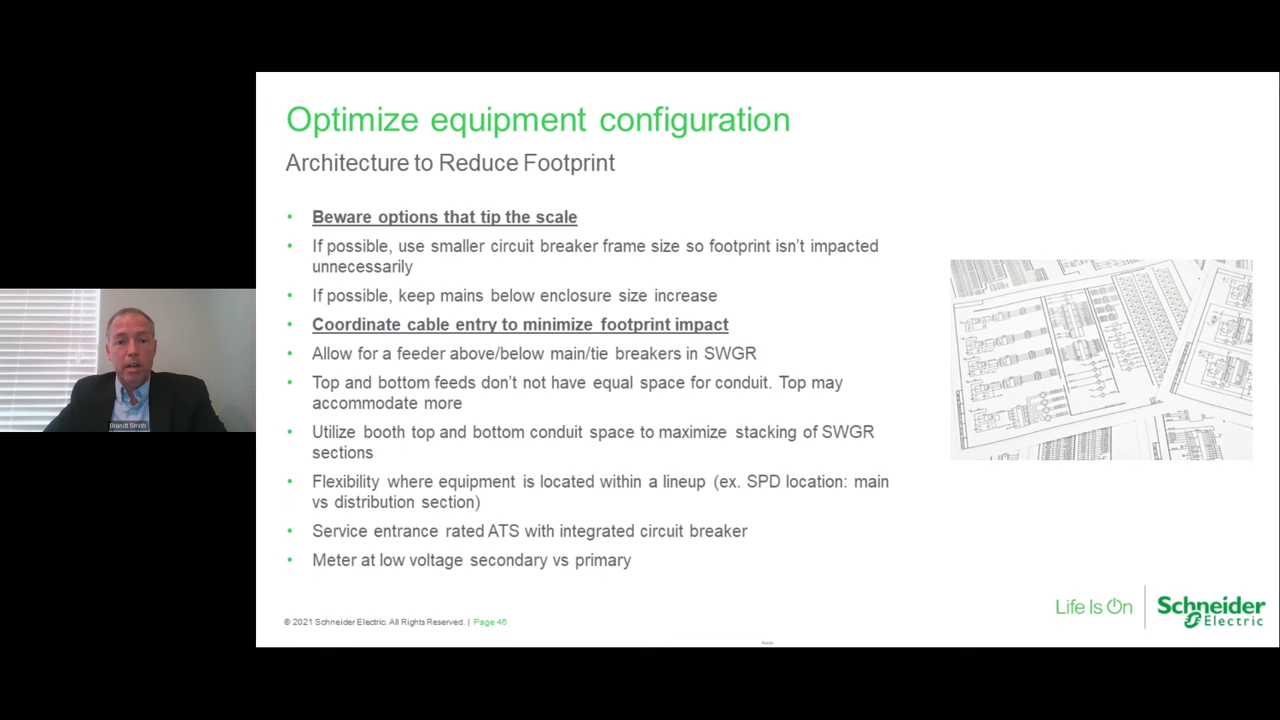 Optimize equipment configuration
Architecture to Reduce Footprint
• Beware options that tip the scale
• If possible, use smaller circuit breaker frame size so footprint isn't impacted
unnecessarily
• If possible, keep mains below enclosure size increase
• Coordinate cable entry to minimize footprint impact
• Allow for a feeder above/below main/tie breakers in SWGR
• Top and bottom feeds don't not have equal space for conduit. Top may
accommodate more
• Utilize booth top and bottom conduit space to maximize stacking of SWGR
sections
• Flexibility where equipment is located within a lineup (ex. SPD location: main
vs distribution section)
• Service entrance rated ATS with integrated circuit breaker
• Meter at low voltage secondary vs primary
Brandt Smith
Life Is On
Schneider
Electric
© 2021 Schneider Electric. All Rights Reserved. | Page 46